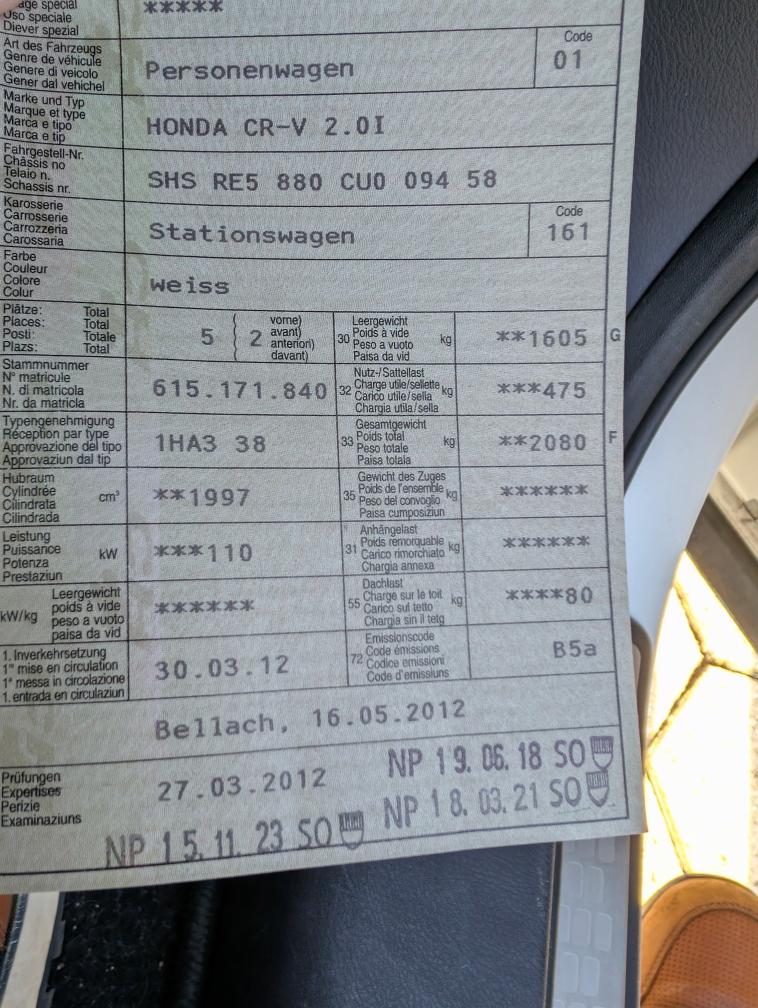 age special
Uso speciale
Diever spezial
*****
Art des Fahrzeugs
Genre de véhicule
Genere di veicolo
Gener dal vehichel
Personenwagen
Code
01
Marke und Typ
Marque et type
Marca e tipo
Marca e tip
HONDA CR-V 2.0I
Fahrgestell-Nr.
Châssis no
Telaio n.
Schassis nr.
SHS RE5 880 CU0 094 58
Karosserie
Carrosserie
Carrozzeria
Carossaria
Stationswagen
Code
161
Farbe
Couleur
Colore
Colur
weiss
Plätze: Total
Places: Total
Posti: Totale
Plazs: Total
5 2
vorne)
avant)
anteriori)
davant)
30 Leergewicht
Poids à vide
Peso a vuoto
Paisa da vid
kg
**1605
G
Stammnummer
N° matricule
N. di matricola
Nr. da matricla
615.171.840
32 Nutz-/Sattellast
Charge utile/sellette
Carico utile/sella
Chargia utila/sella
kg
***475
Typengenehmigung
Réception par type
Approvazione del tipo
Approvaziun dal tip
1HA3 38
33 Gesamtgewicht
Poids total
Peso totale
Paisa totala
kg
**2080
F
Hubraum
Cylindrée
Cilindrata
Cilindrada
cm³
**1997
35 Gewicht des Zuges
Poids de l'ensemble
Peso del convoglio
Paisa cumposiziun
kg
******
Leistung
Puissance
Potenza
Prestaziun
kW
***110
31 Anhängelast
Poids remorquable
Carico rimorchiato
Chargia annexa
kg
******
kW/kg
Leergewicht
poids à vide
peso a vuoto
paisa da vid
******
55 Dachlast
Charge sur le toit
Carico sul tetto
Chargia sin il tetg
kg
****80
1. Inverkehrsetzung
1re mise en circulation
1a messa in circolazione
1. entrada en circulaziun
30.03.12
72 Emissionscode
Code émissions
Codice emissioni
Code d'emissiuns
B5a
Bellach, 16.05.2012
Prüfungen
Expertises
Perizie
Examinaziuns
27.03.2012
NP 19. 06. 18 SO
NP 18. 03. 21 SO
NP 15. 11. 23 SO